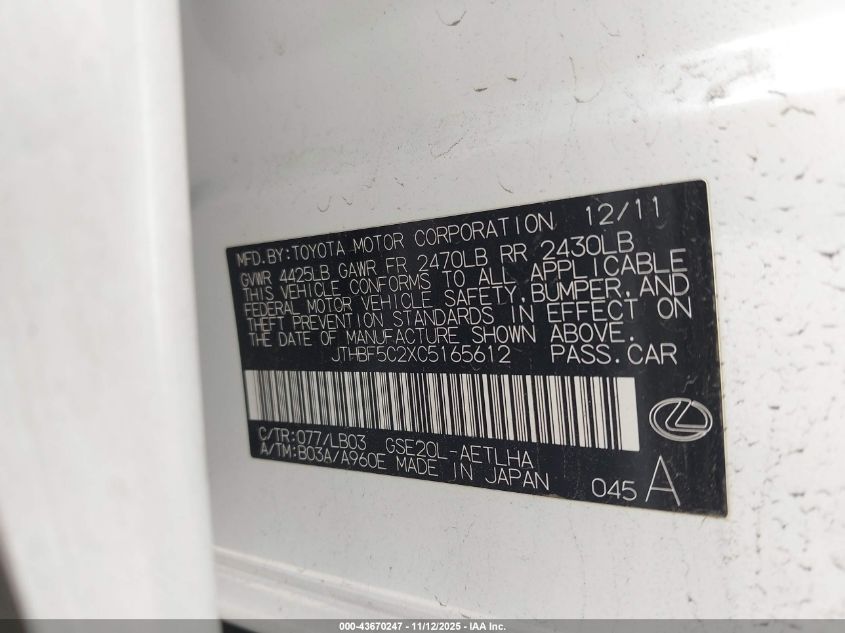 MFD.BY:TOYOTA MOTOR CORPORATION 12/11
GVWR 4425LB GAWR FR 2470LB RR 2430LB
THIS VEHICLE CONFORMS TO ALL APPLICABLE
FEDERAL MOTOR VEHICLE SAFETY,BUMPER,AND
THEFT PREVENTION STANDARDS IN EFFECT ON
THE DATE OF MANUFACTURE SHOWN ABOVE.
JTHBF5C2XC5165612 PASS.CAR
C/TR:077/LB03 GSE20L-AETLHA
A/TM:B03A/A960E MADE IN JAPAN 045 A
000-43670247 - 11/12/2025 - IAA Inc.